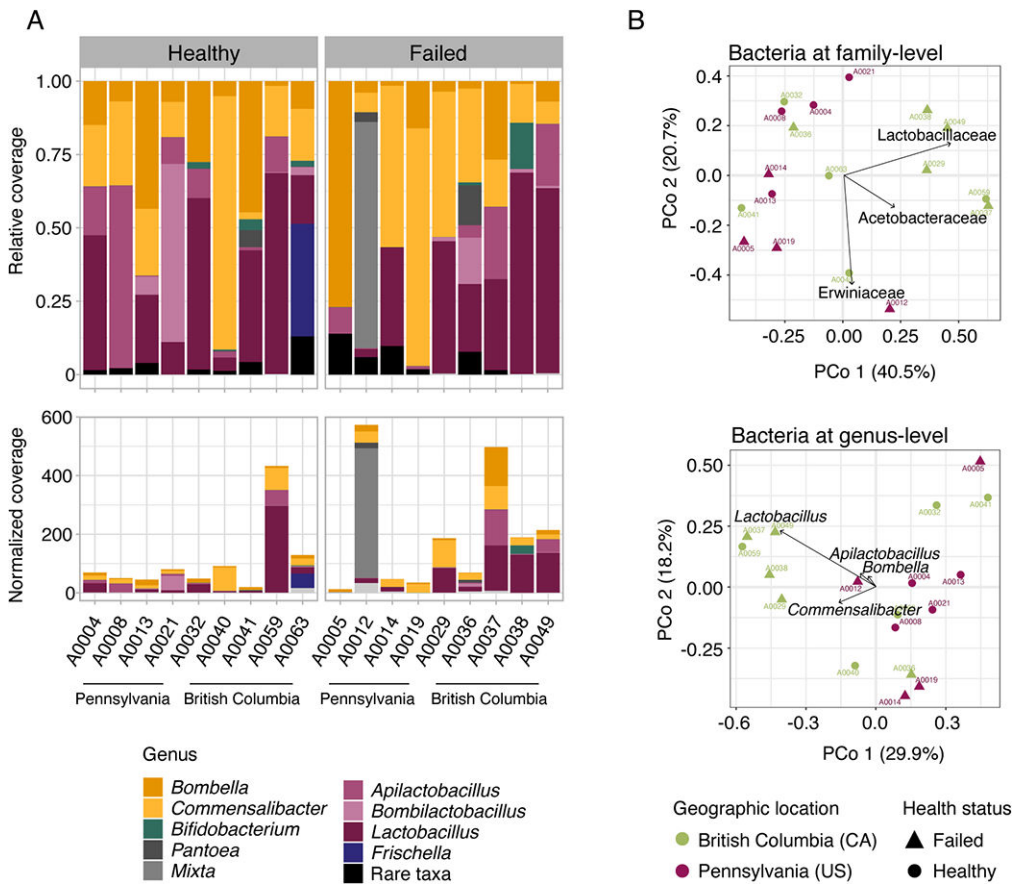 A
Healthy
Failed
Relative coverage
1.00
0.75
0.50
0.25
0
Normalized coverage
600
400
200
0
A0004 A0008 A0013 A0021 A0032 A0040 A0041 A0059 A0063
A0005 A0012 A0014 A0019 A0029 A0036 A0037 A0038 A0049
Pennsylvania British Columbia
Pennsylvania British Columbia
Genus
Bombella
Commensalibacter
Bifidobacterium
Pantoea
Mixta
Apilactobacillus
Bombilactobacillus
Lactobacillus
Frischella
Rare taxa
B
Bacteria at family-level
PCo 2 (20.7%)
0.4
0.2
0.0
-0.2
-0.4
A0021
A0032
A0008
A0004
A0036
A0038
A0049
Lactobacillaceae
A0014
A0063
A0029
A0013
A0059
A0037
A0041
Acetobacteraceae
A0005
A0019
Erwiniaceae
A0012
-0.25 0.00 0.25 0.50
PCo 1 (40.5%)
Bacteria at genus-level
PCo 2 (18.2%)
0.50
0.25
0.00
-0.25
A0005
A0041
A0032
Lactobacillus
A0037
A0049
A0059
Apilactobacillus
Bombella
A0038
A0012
A0004
A0013
A0029
Commensalibacter
A0021
A0008
A0040
A0036
A0019
A0014
-0.6 -0.3 0.0 0.3
PCo 1 (29.9%)
Geographic location
British Columbia (CA)
Pennsylvania (US)
Health status
Failed
Healthy